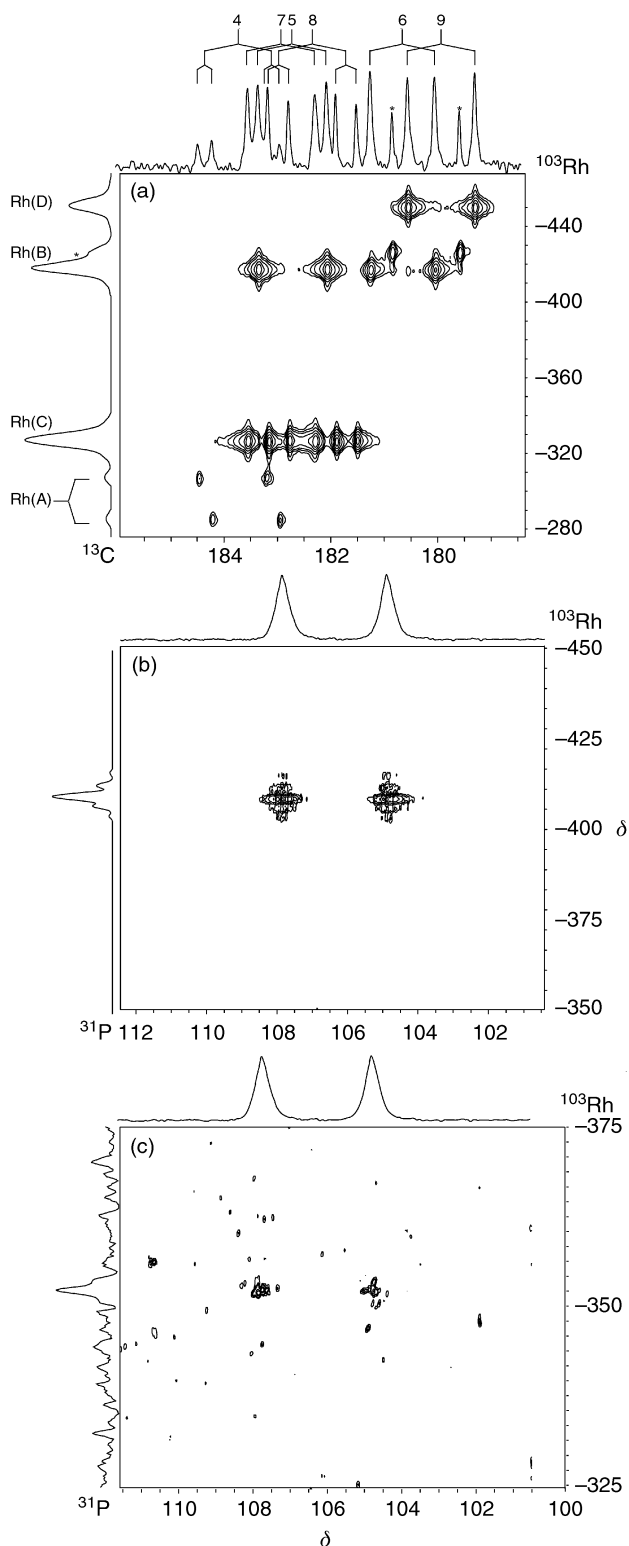 4 7 5 8 6 9
* *
103Rh
(a)
Rh(D)
–440
*
Rh(B)
–400
–360
Rh(C)
–320
Rh(A)
–280
13C 184 182 180
103Rh
(b)
–450
–425
–400 δ
–375
–350
31P 112 110 108 106 104 102
103Rh
(c)
–375
–350
–325
31P 110 108 106 104 102 100
δ